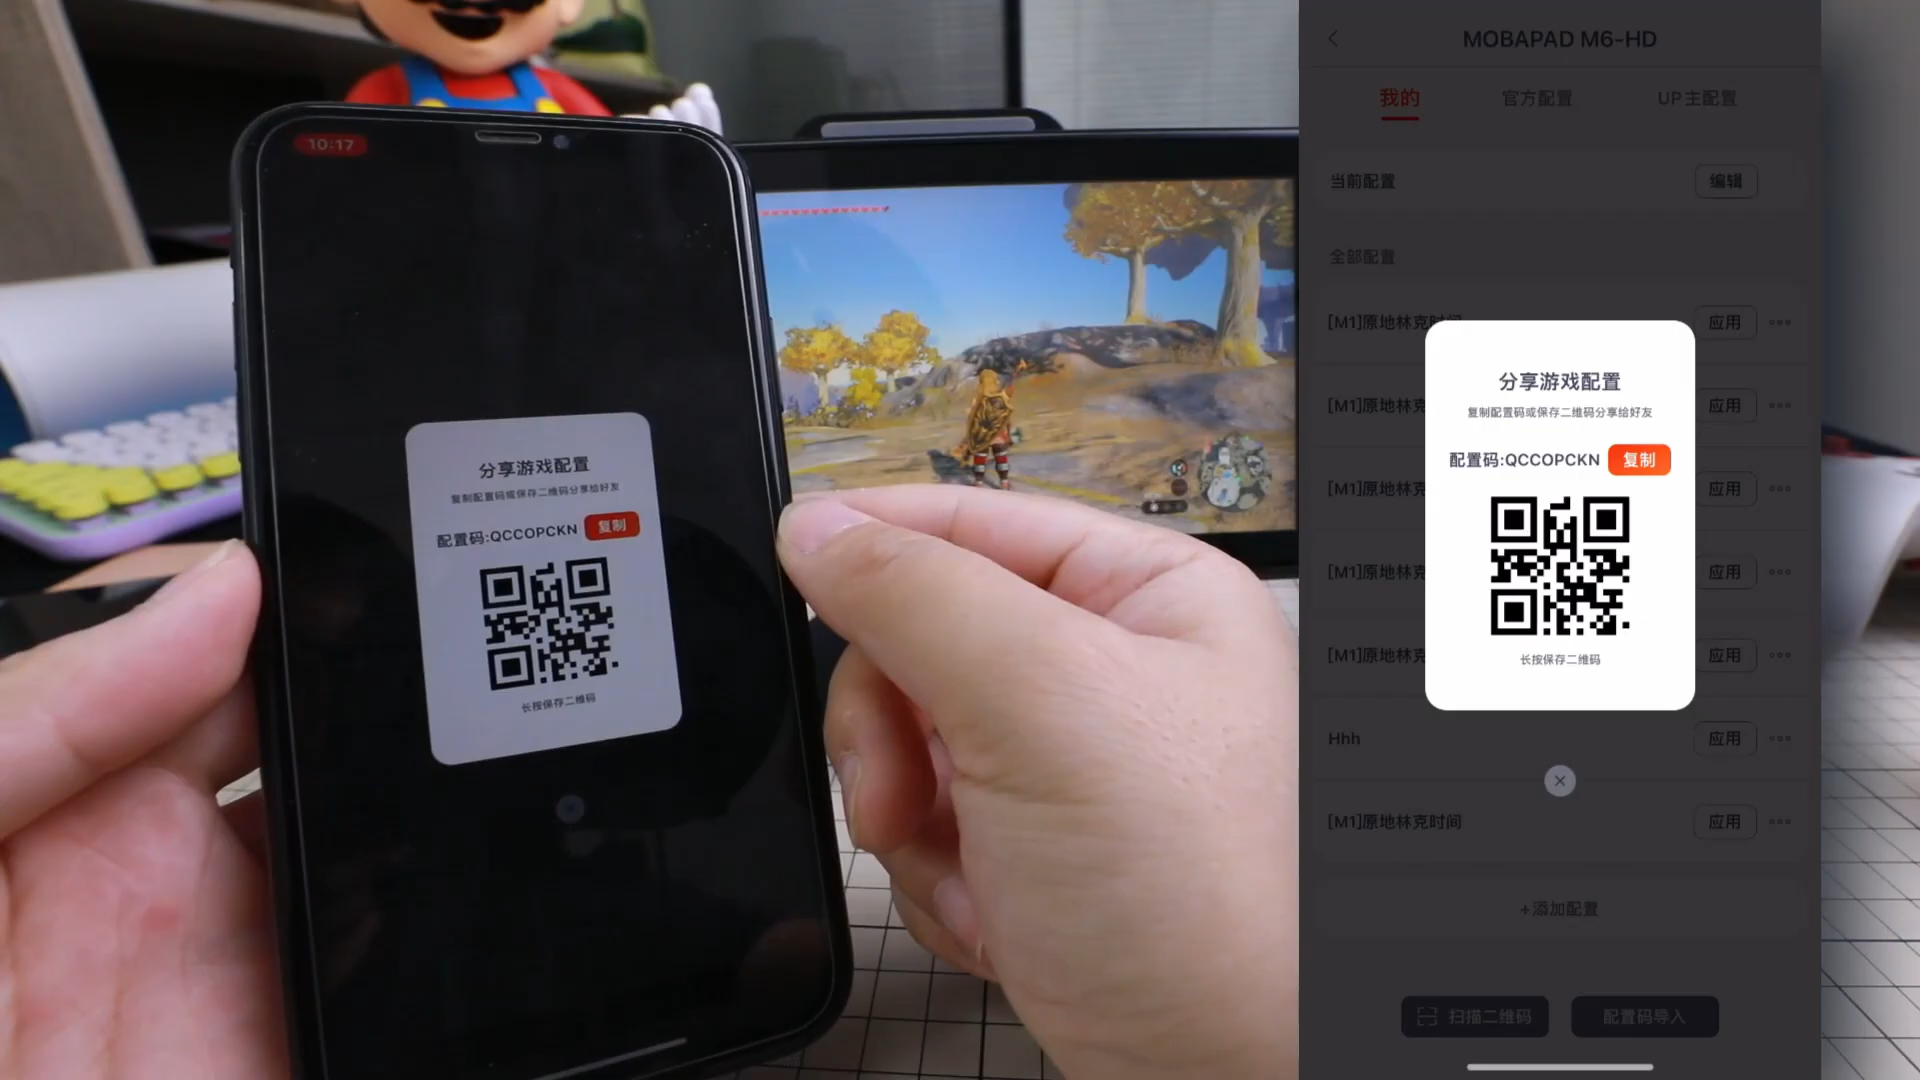 10:17
分享游戏配置
复制配置码或保存二维码分享给好友
配置码:QCCOPCKN 复制
长按保存二维码
MOBAPAD M6-HD
我的 官方配置 UP主配置
当前配置 编辑
全部配置
[M1]原地林克时间 应用
[M1]原地林克 应用
[M1]原地林克 应用
[M1]原地林克 应用
[M1]原地林克 应用
Hhh 应用
[M1]原地林克时间 应用
+添加配置
扫描二维码 配置码导入
分享游戏配置
复制配置码或保存二维码分享给好友
配置码:QCCOPCKN 复制
长按保存二维码